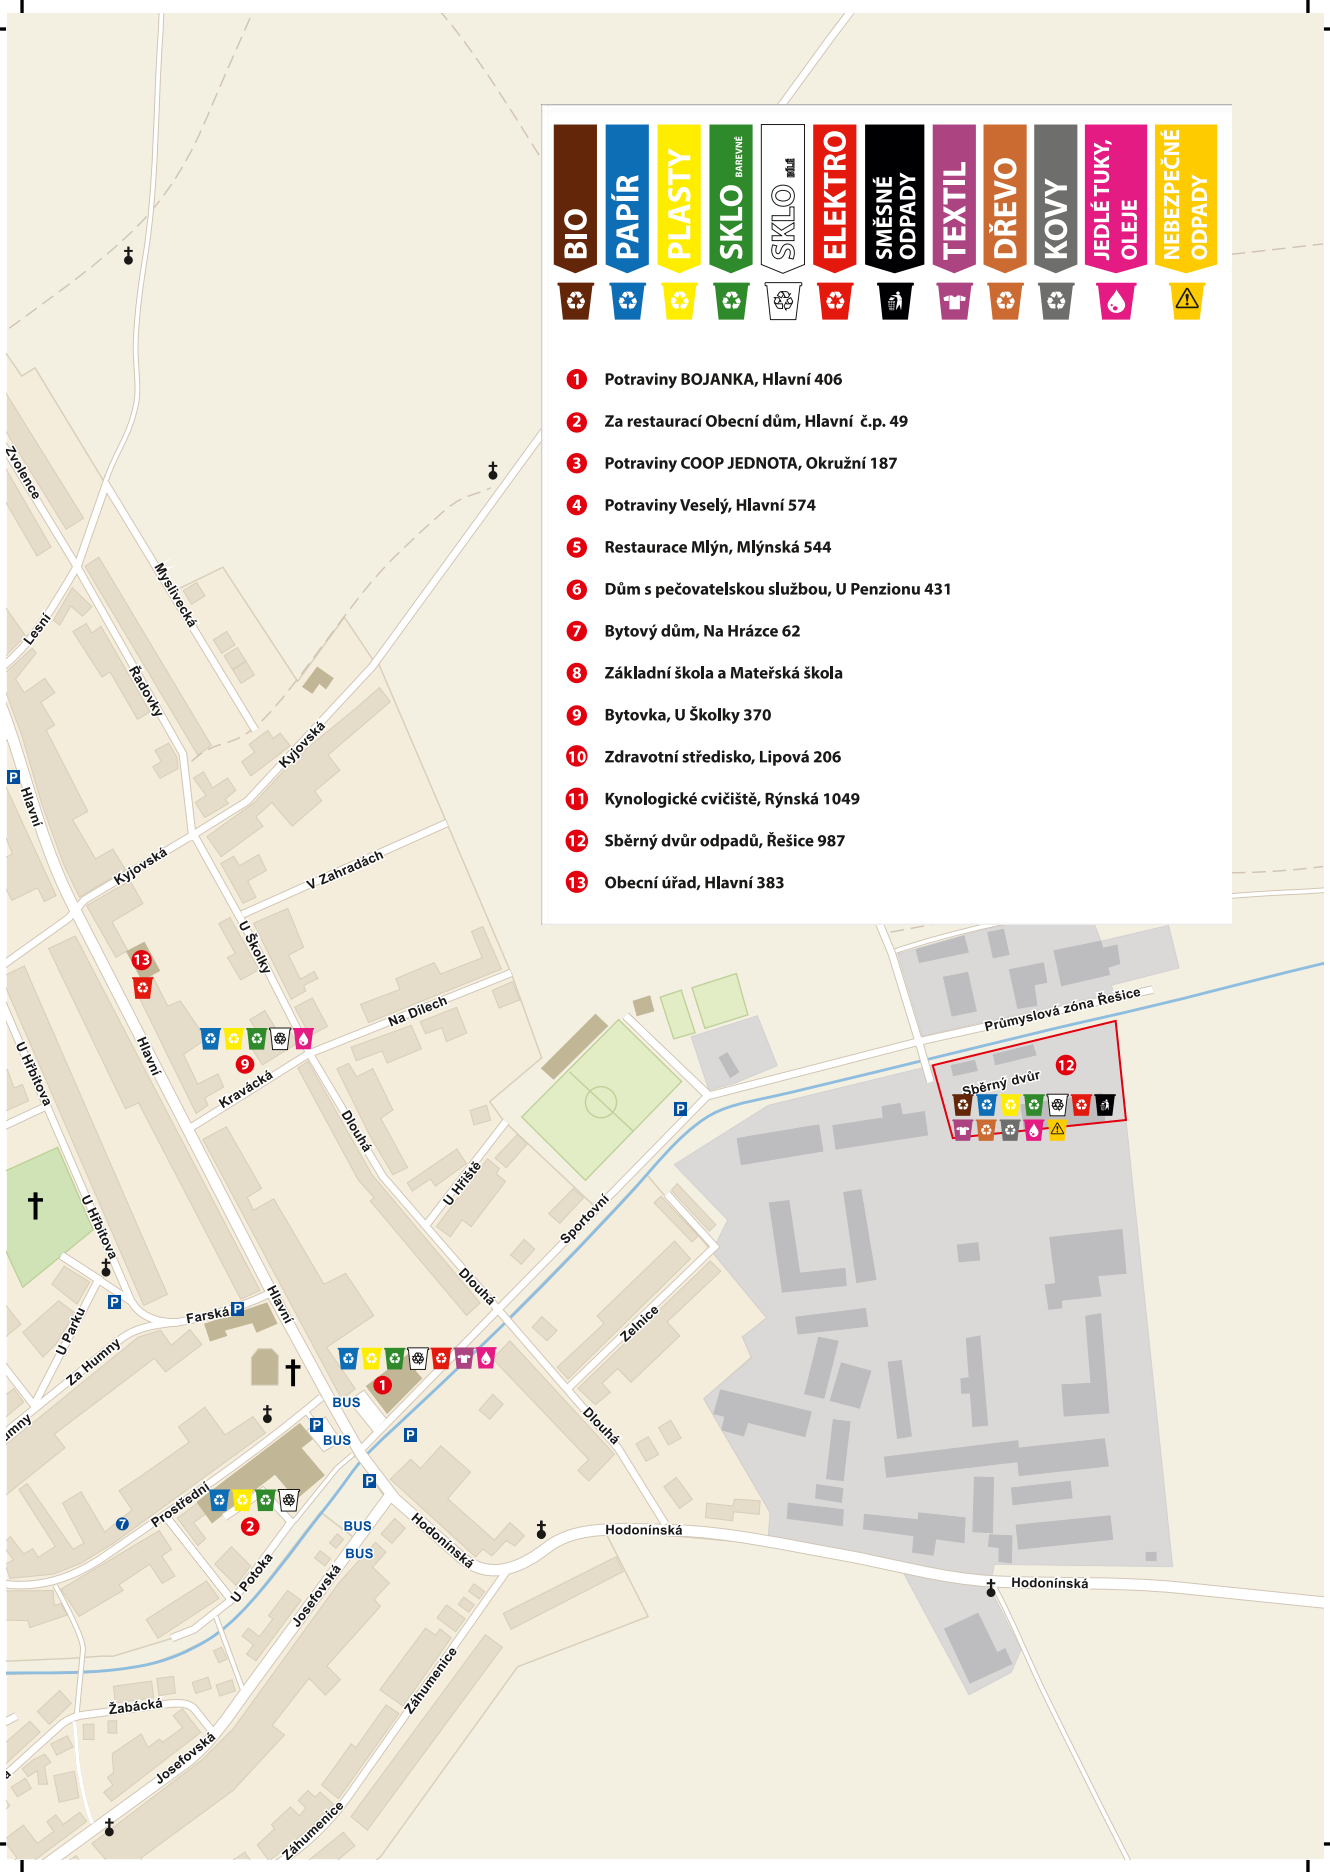 BIO
PAPÍR
PLASTY
SKLO BAREVNÉ
SKLO BÍLÉ
ELEKTRO
SMĚSNÉ
ODPADY
TEXTIL
DŘEVO
KOVY
JEDLÉ TUKY,
OLEJE
NEBEZPEČNÉ
ODPADY
1 Potraviny BOJANKA, Hlavní 406
2 Za restaurací Obecní dům, Hlavní č.p. 49
3 Potraviny COOP JEDNOTA, Okružní 187
4 Potraviny Veselý, Hlavní 574
5 Restaurace Mlýn, Mlýnská 544
6 Dům s pečovatelskou službou, U Penzionu 431
7 Bytový dům, Na Hrázce 62
8 Základní škola a Mateřská škola
9 Bytovka, U Školky 370
10 Zdravotní středisko, Lipová 206
11 Kynologické cvičiště, Rýnská 1049
12 Sběrný dvůr odpadů, Řešice 987
13 Obecní úřad, Hlavní 383
Zvolence
Myslivecká
Lesní
Řadovky
Kyjovská
P
Hlavní
Kyjovská
V Zahradách
U Školky
13
Na Dílech
Průmyslová zóna Řešice
Hlavní
9
U Hřbitova
Kravácká
12
Sběrný dvůr
Dlouhá
P
U Hřiště
U Hřbitova
Sportovní
Dlouhá
P
Farská
P
Hlavní
U Parku
Zelnice
Za Humny
1
BUS
P
BUS
P
Dlouhá
umny
P
Prostřední
2
7
BUS
BUS
Hodonínská
Hodonínská
Hodonínská
U Potoka
Josefovská
Záhumenice
Žabácká
Josefovská
Záhumenice